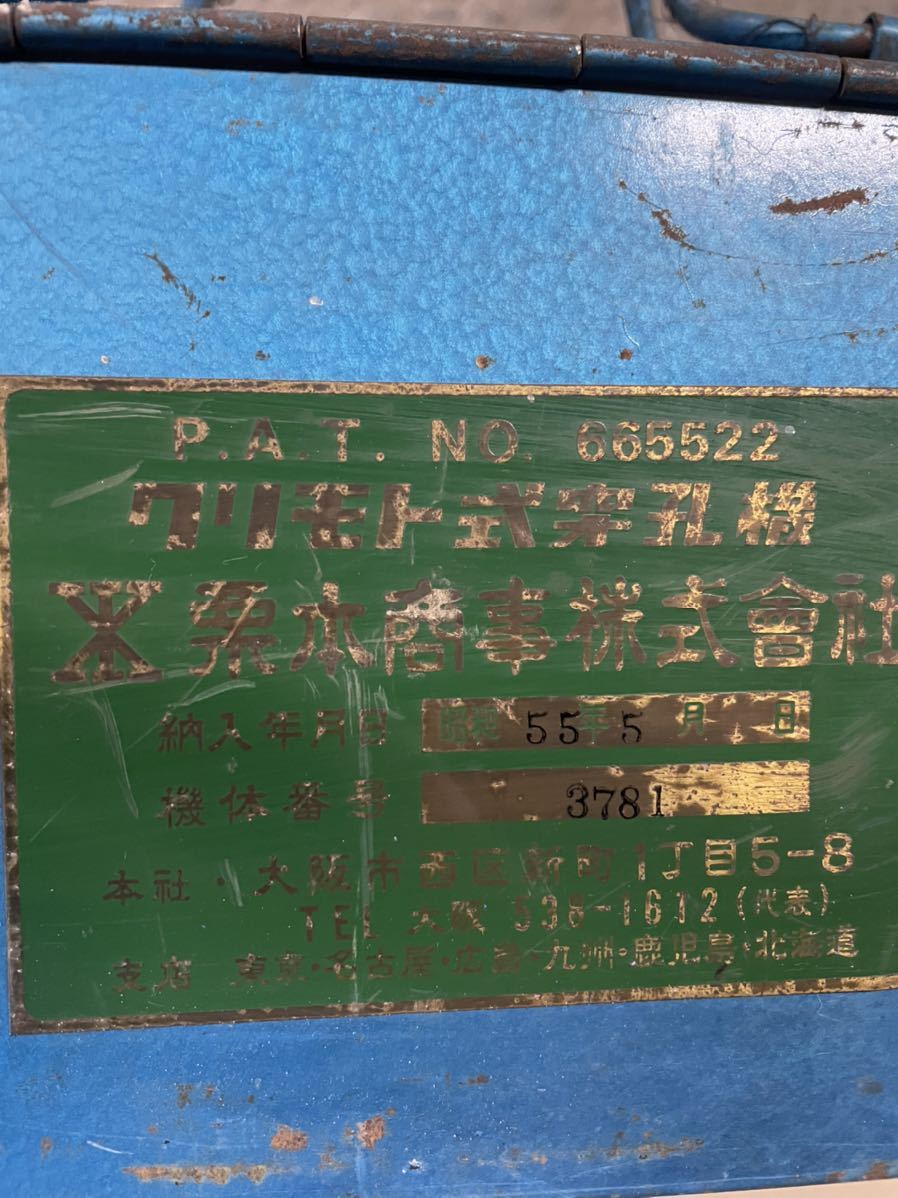 P.A.T. NO. 665522
クリモト式穿孔機
栗本商事株式會社
納入年月日 昭和 55年 5月 日
機体番号 3781
本社・大阪市西区新町1丁目5-8
TEL 大阪 538-1612(代表)
支店 東京・名古屋・広島・九州・鹿児島・北海道